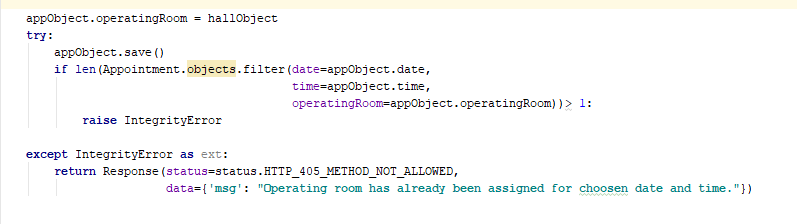 appObject.operatingRoom = hallObject
try:
    appObject.save()
    if len(Appointment.objects.filter(date=appObject.date,
                                      time=appObject.time,
                                      operatingRoom=appObject.operatingRoom))> 1:
        raise IntegrityError

except IntegrityError as ext:
    return Response(status=status.HTTP_405_METHOD_NOT_ALLOWED,
                    data={'msg': "Operating room has already been assigned for choosen date and time."})